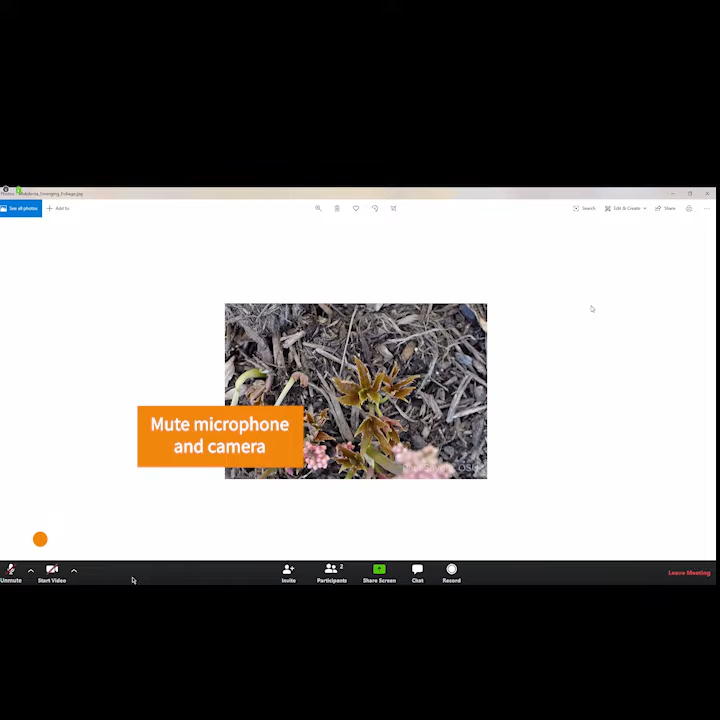 See all photos
Add to
Search
Edit & Create
Share
Mute microphone
and camera
Unmute
Start Video
Invite
Participants
2
Share Screen
Chat
Record
Leave Meeting